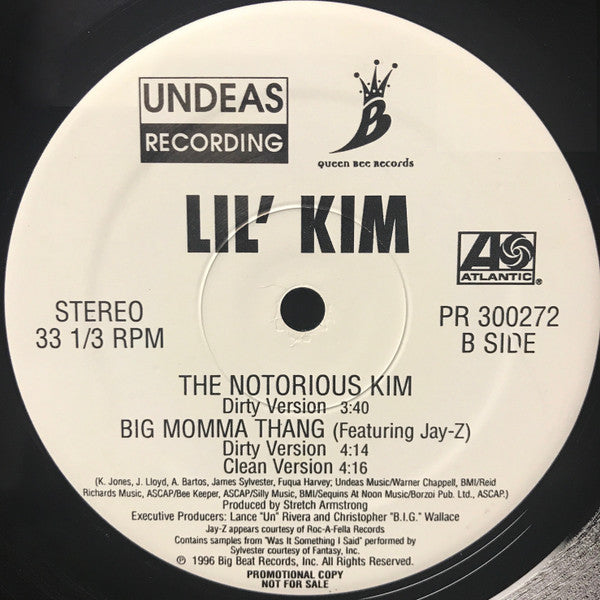 UNDEAS
RECORDING
B
Queen Bee Records
LIL' KIM
A
ATLANTIC
STEREO
33 1/3 RPM
PR 300272
B SIDE
THE NOTORIOUS KIM
Dirty Version 3:40
BIG MOMMA THANG (Featuring Jay-Z)
Dirty Version 4:14
Clean Version 4:16
(K. Jones, J. Lloyd, A. Bartos, James Sylvester, Fuqua Harvey; Undeas Music/Warner Chappell, BMI/Reid
Richards Music, ASCAP/Bee Keeper, ASCAP/Silly Music, BMI/Sequins At Noon Music/Borzoi Pub. Ltd., ASCAP.)
Produced by Stretch Armstrong
Executive Producers: Lance "Un" Rivera and Christopher "B.I.G." Wallace
Jay-Z appears courtesy of Roc-A-Fella Records
Contains samples from "Was It Something I Said" performed by
Sylvester courtesy of Fantasy, Inc.
℗ 1996 Big Beat Records, Inc. All Rights Reserved.
PROMOTIONAL COPY
NOT FOR SALE